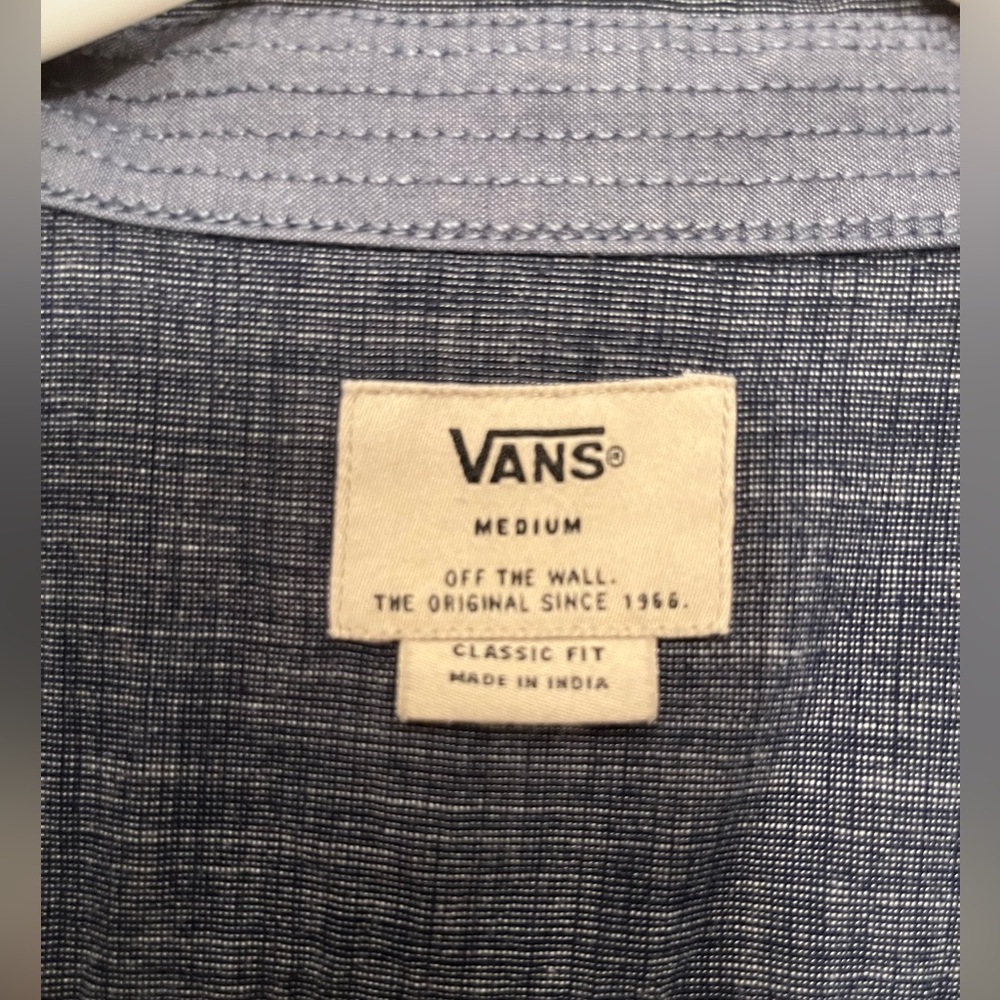 VANS®
MEDIUM
OFF THE WALL.
THE ORIGINAL SINCE 1966.
CLASSIC FIT
MADE IN INDIA